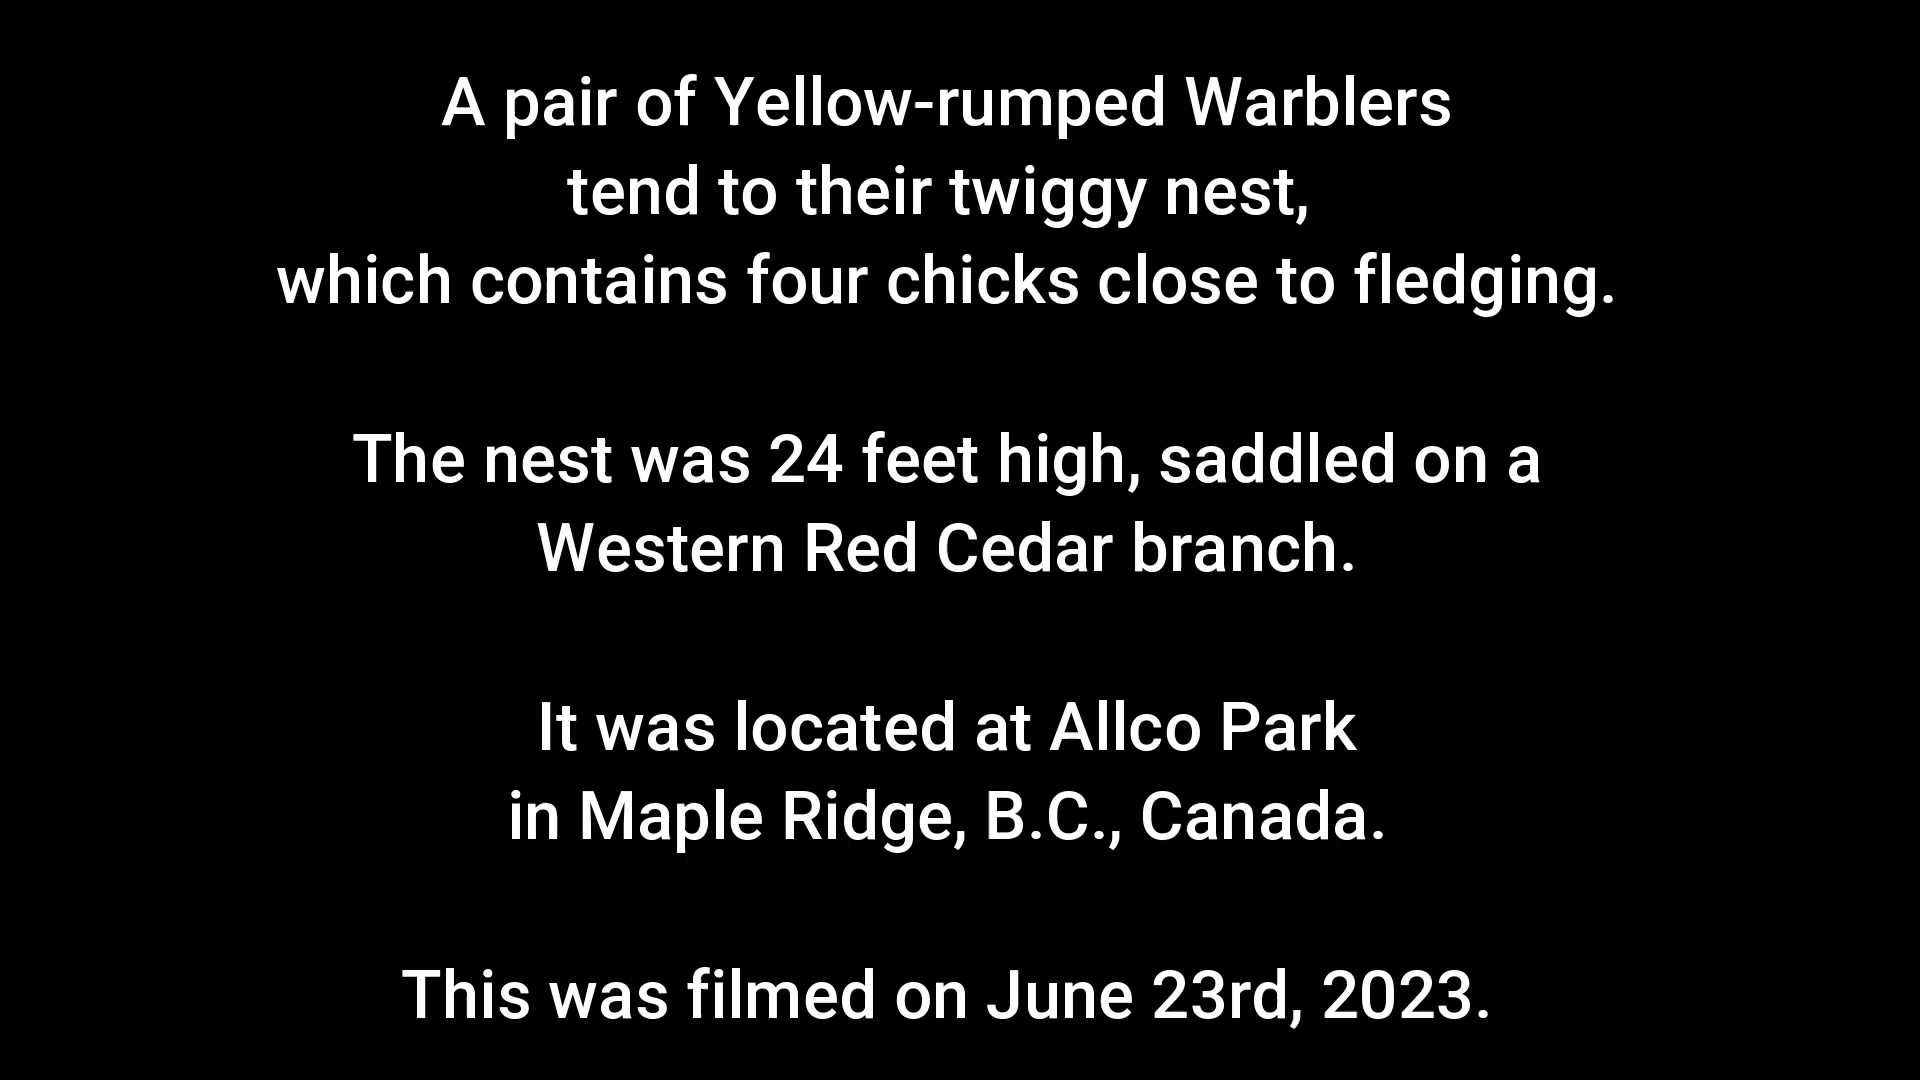 A pair of Yellow-rumped Warblers
tend to their twiggy nest,
which contains four chicks close to fledging.
The nest was 24 feet high, saddled on a
Western Red Cedar branch.
It was located at Allco Park
in Maple Ridge, B.C., Canada.
This was filmed on June 23rd, 2023.